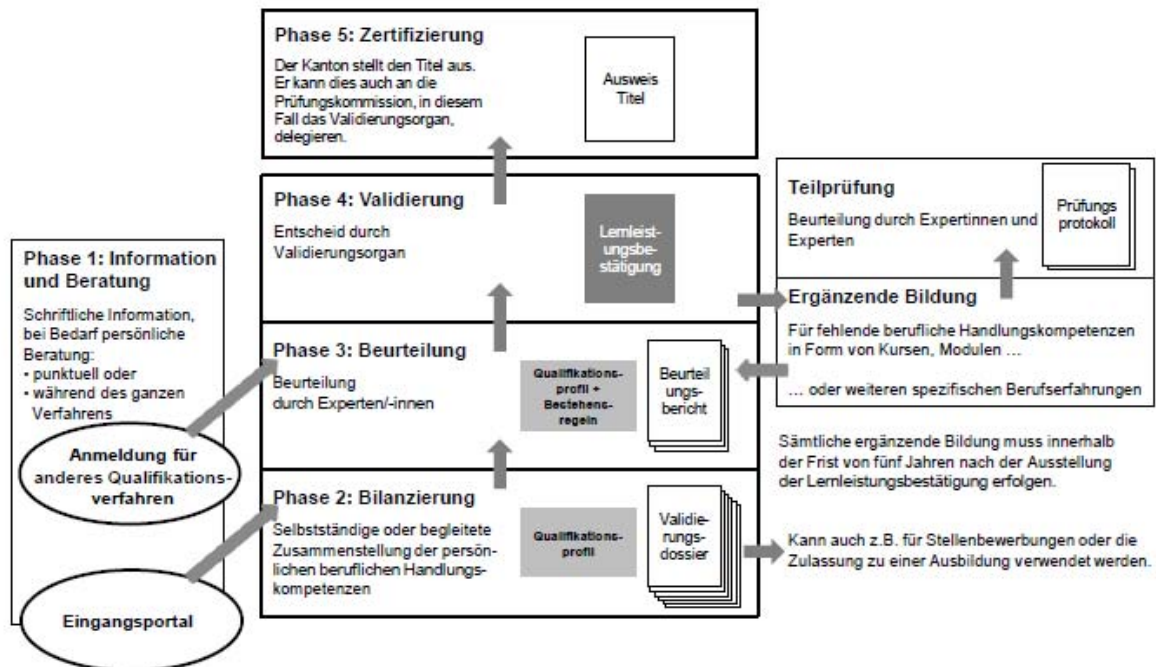 Phase 5: Zertifizierung
Der Kanton stellt den Titel aus.
Er kann dies auch an die
Prüfungskommission, in diesem
Fall das Validierungsorgan,
delegieren.
Ausweis
Titel
Phase 4: Validierung
Entscheid durch
Validierungsorgan
Lernleist-
ungsbe-
stätigung
Teilprüfung
Beurteilung durch Expertinnen und
Experten
Prüfungs
protokoll
Ergänzende Bildung
Für fehlende berufliche Handlungskompetenzen
in Form von Kursen, Modulen ...
... oder weiteren spezifischen Berufserfahrungen
Phase 1: Information
und Beratung
Schriftliche Information,
bei Bedarf persönliche
Beratung:
• punktuell oder
• während des ganzen
Verfahrens
Anmeldung für
anderes Qualifikations-
verfahren
Eingangsportal
Phase 3: Beurteilung
Beurteilung
durch Experten/-innen
Qualifikations-
profil +
Bestehens-
regeln
Beurteil
ungs-
bericht
Phase 2: Bilanzierung
Selbstständige oder begleitete
Zusammenstellung der persön-
lichen beruflichen Handlungs-
kompetenzen
Qualifikations-
profil
Validie-
rungs-
dossier
Sämtliche ergänzende Bildung muss innerhalb
der Frist von fünf Jahren nach der Ausstellung
der Lernleistungsbestätigung erfolgen.
Kann auch z.B. für Stellenbewerbungen oder die
Zulassung zu einer Ausbildung verwendet werden.